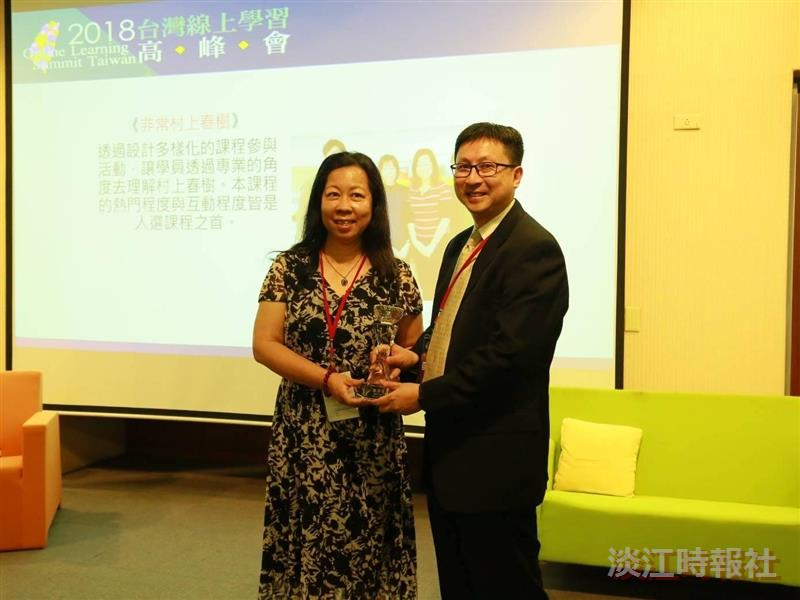 2018台灣線上學習
Online Learning 高·峰·會
Summit Taiwan
《非常村上春樹》
透過設計多樣化的課程參與
活動，讓學員透過專業的角
度去理解村上春樹。本課程
的熱門程度與互動程度皆是
入選課程之首。
淡江時報社